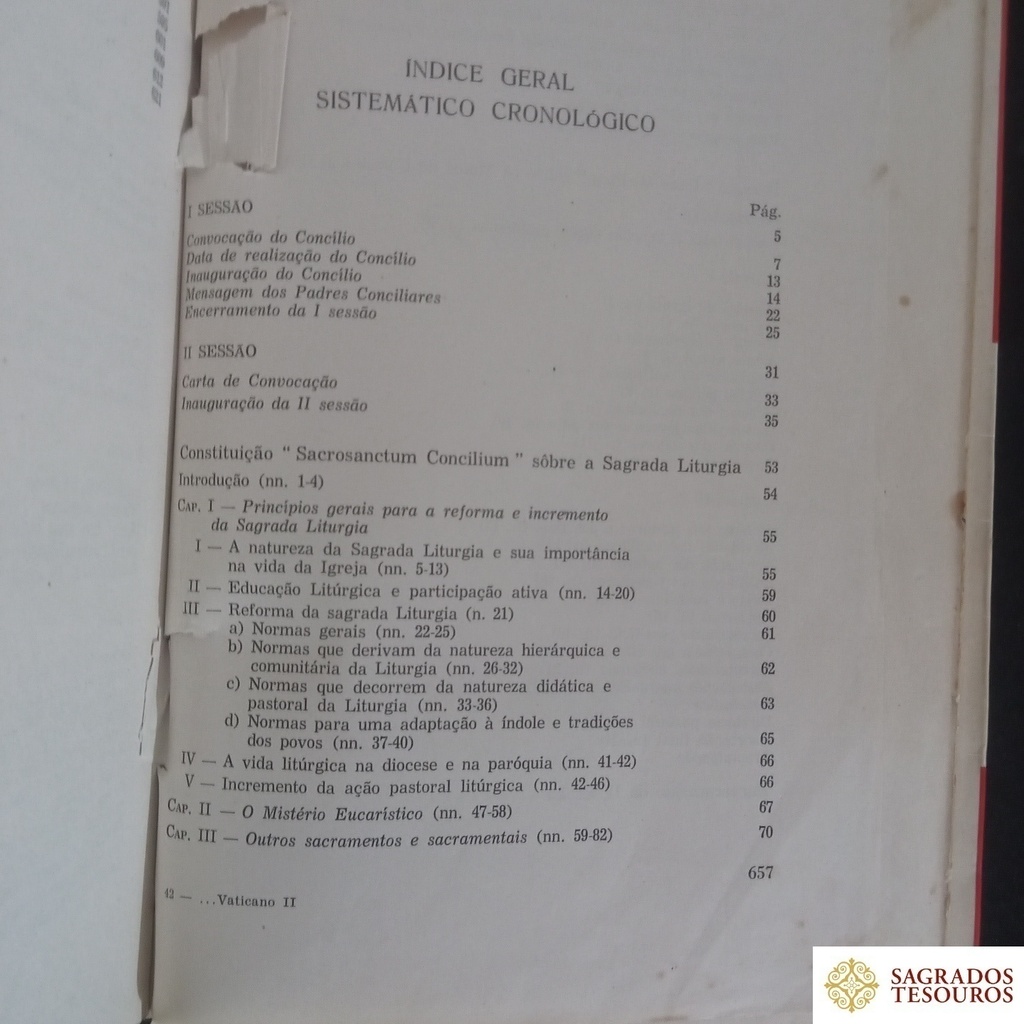 ÍNDICE GERAL
SISTEMÁTICO CRONOLÓGICO
Pág.
I SESSÃO 5
Convocação do Concílio 7
Data de realização do Concílio 13
Inauguração do Concílio 14
Mensagem dos Padres Conciliares 22
Encerramento da I sessão 25
II SESSÃO 31
Carta de Convocação 33
Inauguração da II sessão 35
Constituição " Sacrosanctum Concilium " sôbre a Sagrada Liturgia 53
Introdução (nn. 1-4) 54
CAP. I — Princípios gerais para a reforma e incremento
da Sagrada Liturgia 55
I — A natureza da Sagrada Liturgia e sua importância
na vida da Igreja (nn. 5-13) 55
II — Educação Litúrgica e participação ativa (nn. 14-20) 59
III — Reforma da sagrada Liturgia (n. 21) 60
a) Normas gerais (nn. 22-25) 61
b) Normas que derivam da natureza hierárquica e
comunitária da Liturgia (nn. 26-32) 62
c) Normas que decorrem da natureza didática e
pastoral da Liturgia (nn. 33-36) 63
d) Normas para uma adaptação à índole e tradições
dos povos (nn. 37-40) 65
IV — A vida litúrgica na diocese e na paróquia (nn. 41-42) 66
V — Incremento da ação pastoral litúrgica (nn. 42-46) 66
CAP. II — O Mistério Eucarístico (nn. 47-58) 67
CAP. III — Outros sacramentos e sacramentais (nn. 59-82) 70
657
42 — ...Vaticano II
SAGRADOS
TESOUROS